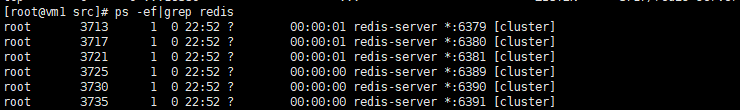 [root@vm1 src]# ps -ef|grep redis
root 3713 1 0 22:52 ? 00:00:01 redis-server *:6379 [cluster]
root 3717 1 0 22:52 ? 00:00:01 redis-server *:6380 [cluster]
root 3721 1 0 22:52 ? 00:00:01 redis-server *:6381 [cluster]
root 3725 1 0 22:52 ? 00:00:00 redis-server *:6389 [cluster]
root 3730 1 0 22:52 ? 00:00:00 redis-server *:6390 [cluster]
root 3735 1 0 22:52 ? 00:00:00 redis-server *:6391 [cluster]